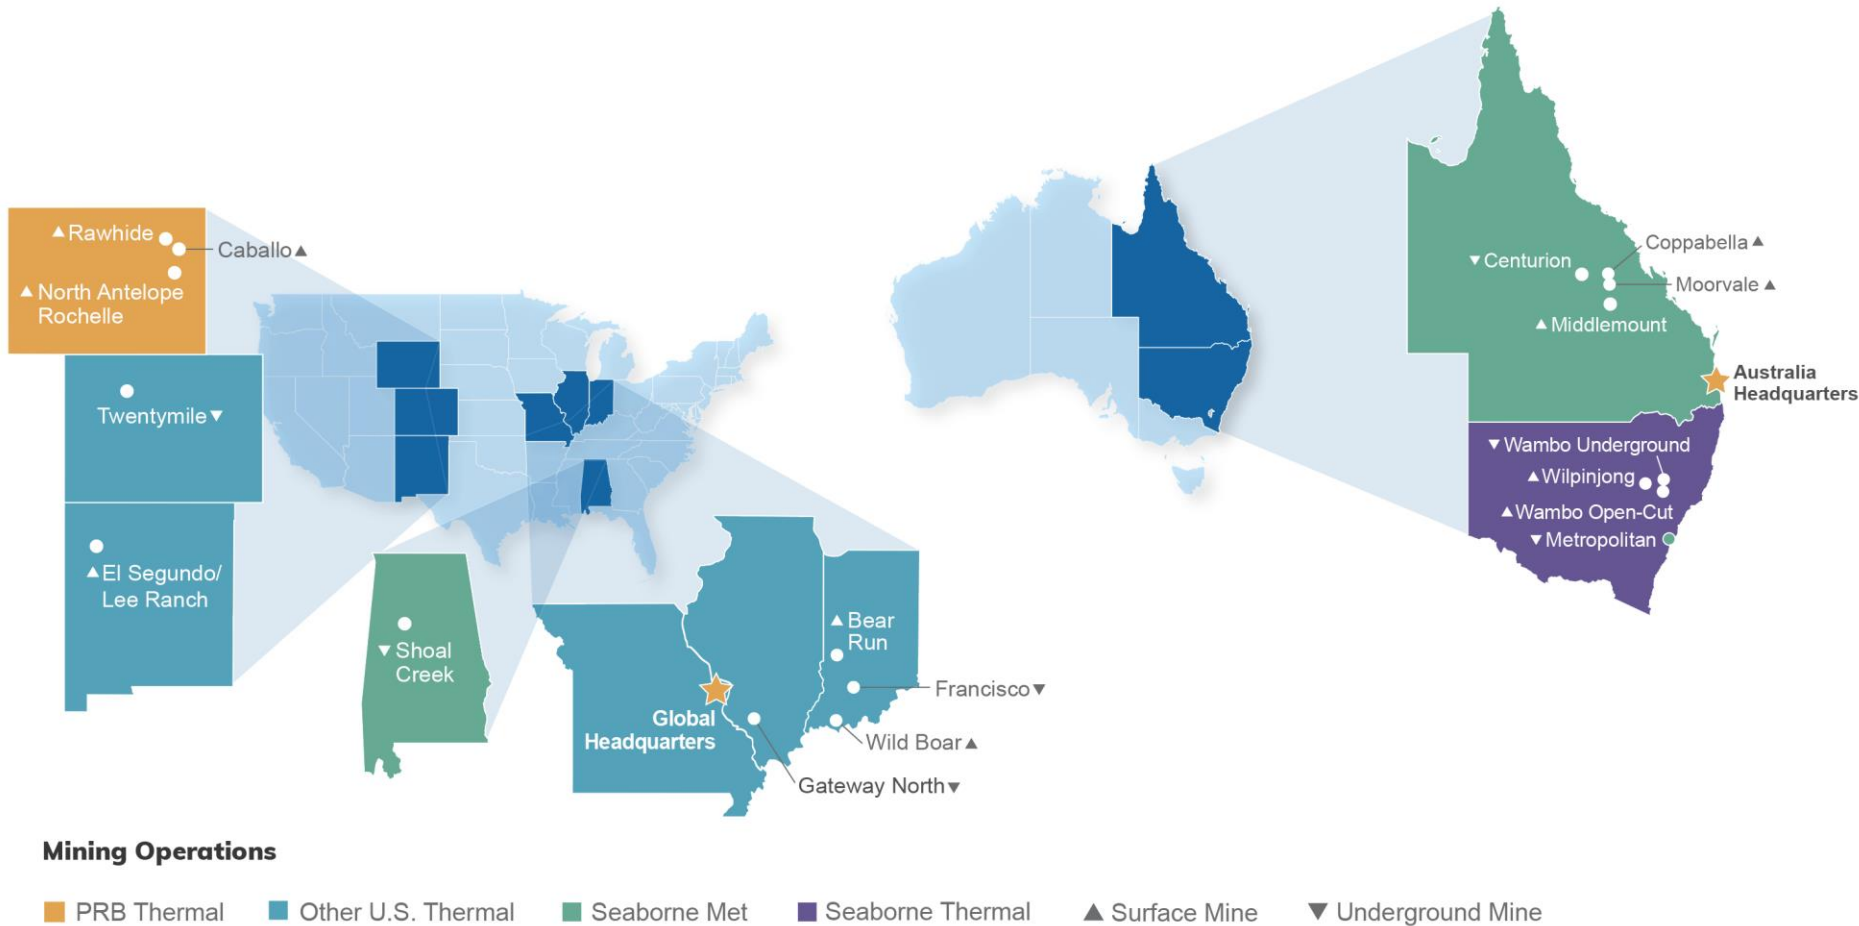 ▲ Rawhide
Caballo ▲
▲ North Antelope
Rochelle
Twentymile ▼
▲ El Segundo/
Lee Ranch
▼ Shoal
Creek
Global
Headquarters
▲ Bear
Run
Francisco ▼
Wild Boar ▲
Gateway North ▼
Coppabella ▲
▼ Centurion
Moorvale ▲
▲ Middlemount
Australia
Headquarters
▼ Wambo Underground
▲ Wilpinjong
▲ Wambo Open-Cut
▼ Metropolitan
Mining Operations
PRB Thermal
Other U.S. Thermal
Seaborne Met
Seaborne Thermal
▲ Surface Mine
▼ Underground Mine